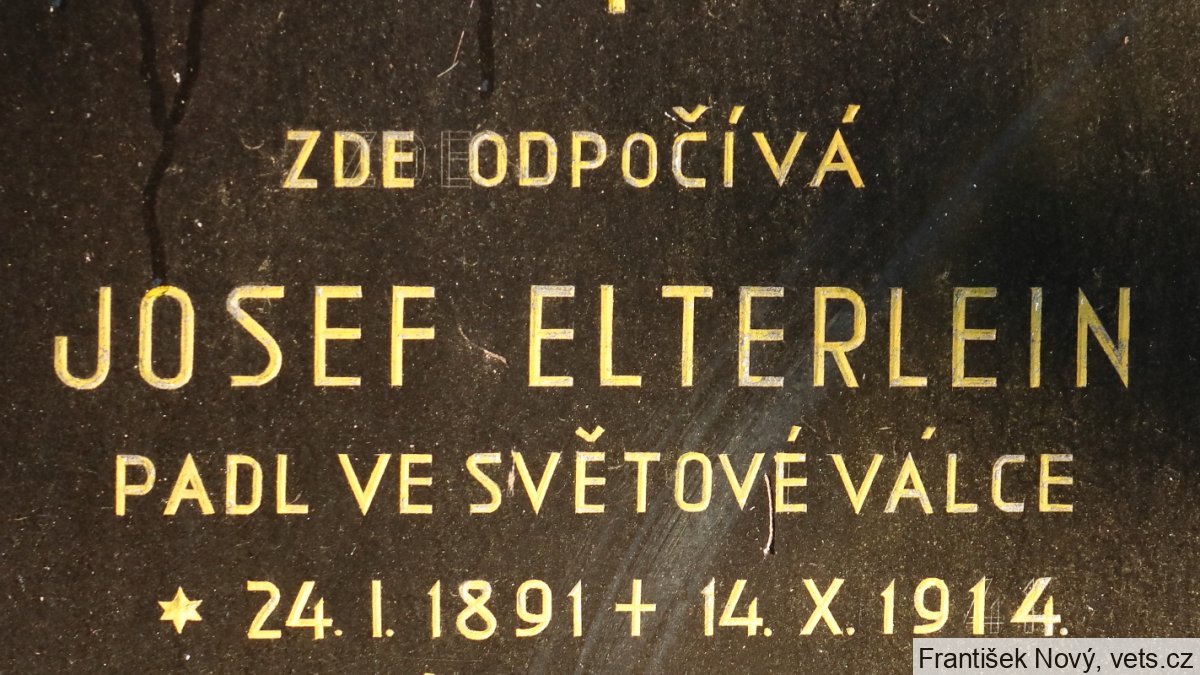 ZDE ODPOČÍVÁ
JOSEF ELTERLEIN
PADL VE SVĚTOVÉ VÁLCE
* 24. I. 1891 + 14. X. 1914.
František Nový, vets.cz